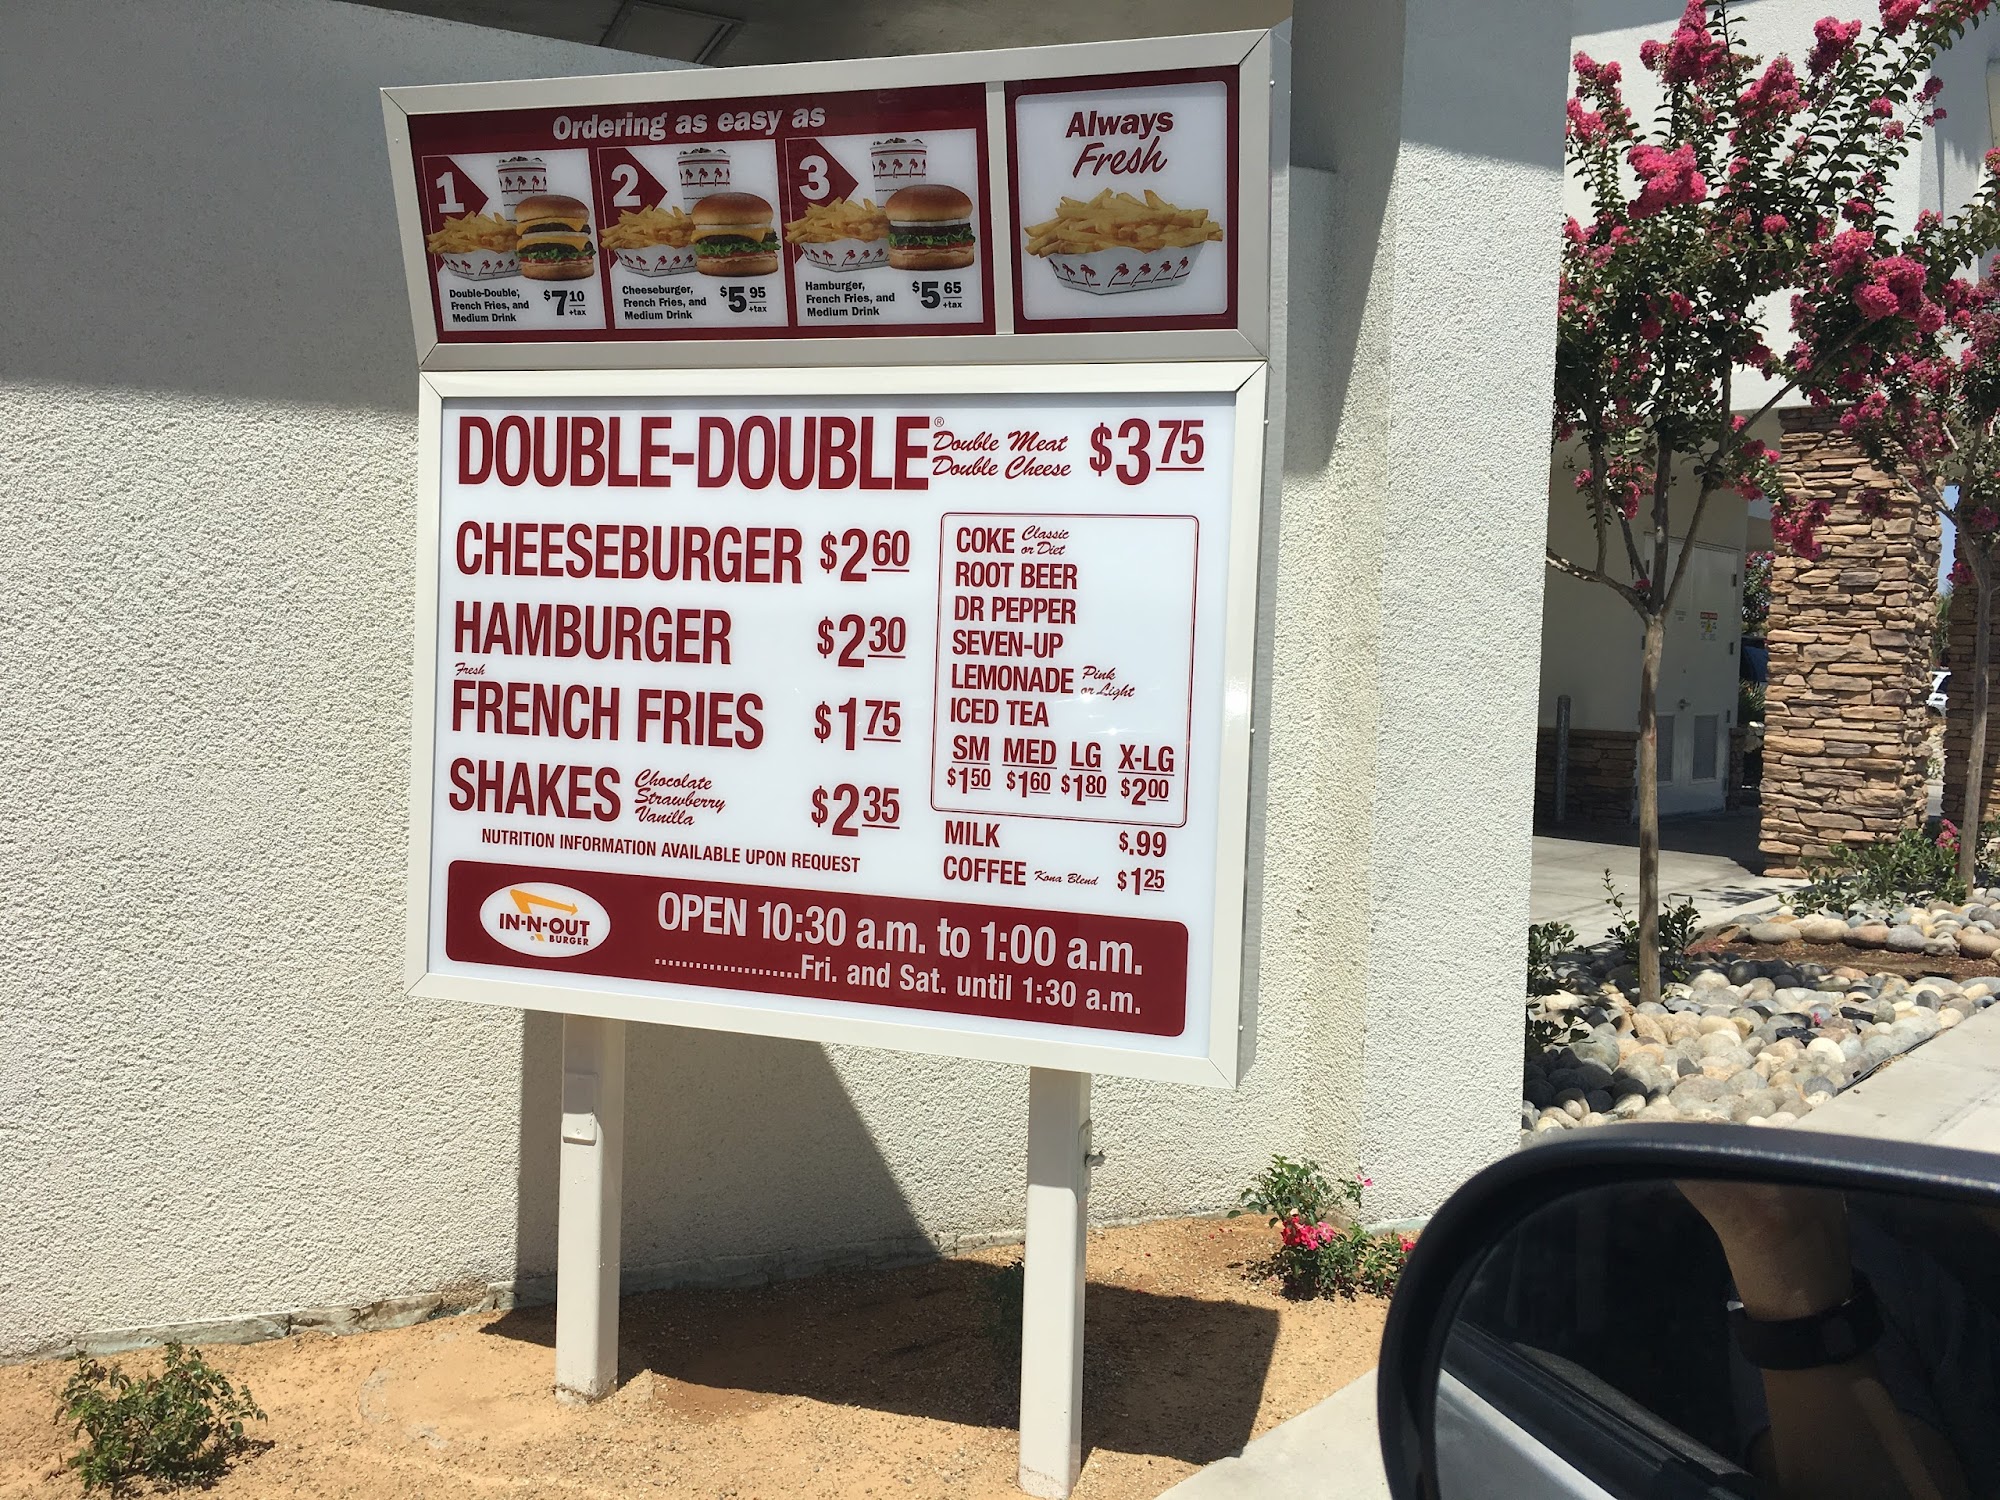 Ordering as easy as
1
Double-Double®,
French Fries, and
Medium Drink
$7 10 +tax
2
Cheeseburger,
French Fries, and
Medium Drink
$5 95 +tax
3
Hamburger,
French Fries, and
Medium Drink
$5 65 +tax
Always
Fresh
DOUBLE-DOUBLE® Double Meat Double Cheese $3 75
CHEESEBURGER $2 60
HAMBURGER $2 30
Fresh
FRENCH FRIES $1 75
SHAKES Chocolate Strawberry Vanilla $2 35
NUTRITION INFORMATION AVAILABLE UPON REQUEST
COKE Classic or Diet
ROOT BEER
DR PEPPER
SEVEN-UP
LEMONADE Pink or Light
ICED TEA
SM MED LG X-LG
$1 50 $1 60 $1 80 $2 00
MILK $.99
COFFEE Kona Blend $1 25
IN-N-OUT
BURGER
OPEN 10:30 a.m. to 1:00 a.m.
......................Fri. and Sat. until 1:30 a.m.